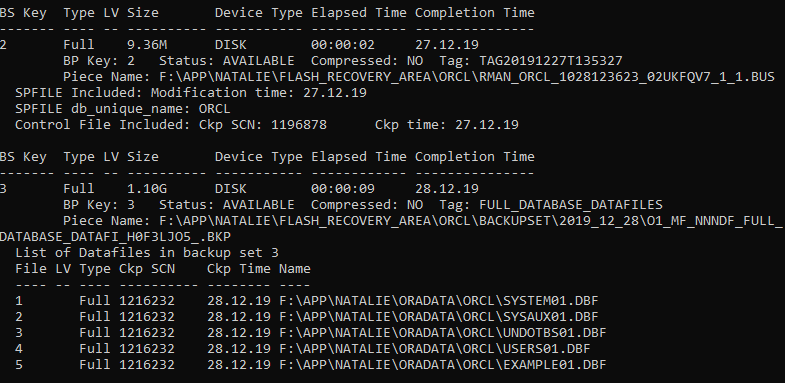 BS Key  Type LV Size       Device Type Elapsed Time Completion Time
------- ---- -- ---------- ----------- ------------ ---------------
2       Full    9.36M      DISK        00:00:02     27.12.19
        BP Key: 2   Status: AVAILABLE  Compressed: NO  Tag: TAG20191227T135327
        Piece Name: F:\APP\NATALIE\FLASH_RECOVERY_AREA\ORCL\RMAN_ORCL_1028123623_02UKFQV7_1_1.BUS
  SPFILE Included: Modification time: 27.12.19
  SPFILE db_unique_name: ORCL
  Control File Included: Ckp SCN: 1196878      Ckp time: 27.12.19
BS Key  Type LV Size       Device Type Elapsed Time Completion Time
------- ---- -- ---------- ----------- ------------ ---------------
3       Full    1.10G      DISK        00:00:09     28.12.19
        BP Key: 3   Status: AVAILABLE  Compressed: NO  Tag: FULL_DATABASE_DATAFILES
        Piece Name: F:\APP\NATALIE\FLASH_RECOVERY_AREA\ORCL\BACKUPSET\2019_12_28\O1_MF_NNNDF_FULL_
DATABASE_DATAFI_H0F3LJO5_.BKP
  List of Datafiles in backup set 3
  File LV Type Ckp SCN    Ckp Time Name
  ---- -- ---- ---------- -------- ----
  1       Full 1216232    28.12.19 F:\APP\NATALIE\ORADATA\ORCL\SYSTEM01.DBF
  2       Full 1216232    28.12.19 F:\APP\NATALIE\ORADATA\ORCL\SYSAUX01.DBF
  3       Full 1216232    28.12.19 F:\APP\NATALIE\ORADATA\ORCL\UNDOTBS01.DBF
  4       Full 1216232    28.12.19 F:\APP\NATALIE\ORADATA\ORCL\USERS01.DBF
  5       Full 1216232    28.12.19 F:\APP\NATALIE\ORADATA\ORCL\EXAMPLE01.DBF